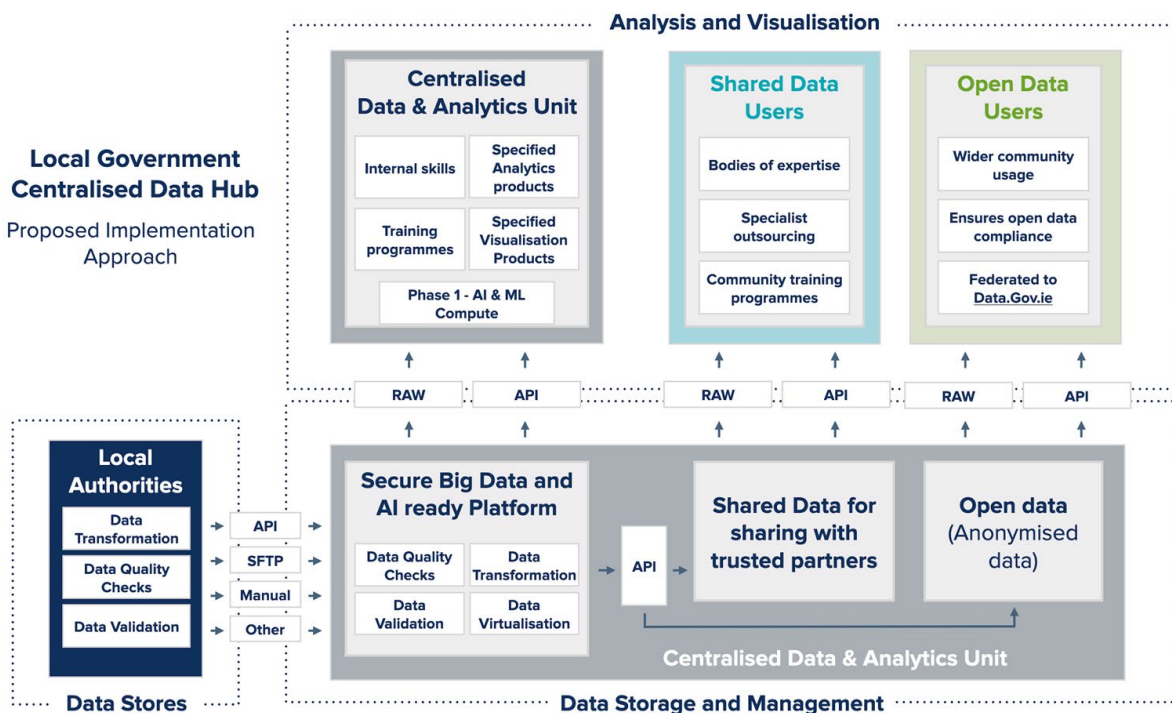 Analysis and Visualisation
Local Government
Centralised Data Hub
Proposed Implementation
Approach
Centralised
Data & Analytics Unit
Internal skills
Specified
Analytics
products
Training
programmes
Specified
Visualisation
Products
Phase 1 - AI & ML
Compute
Shared Data
Users
Bodies of expertise
Specialist
outsourcing
Community training
programmes
Open Data
Users
Wider community
usage
Ensures open data
compliance
Federated to
Data.Gov.ie
RAW
API
RAW
API
RAW
API
Local
Authorities
Data
Transformation
Data Quality
Checks
Data Validation
API
SFTP
Manual
Other
Secure Big Data and
AI ready Platform
Data Quality
Checks
Data
Transformation
Data
Validation
Data
Virtualisation
API
Shared Data for
sharing with
trusted partners
Open data
(Anonymised
data)
Centralised Data & Analytics Unit
Data Stores
Data Storage and Management